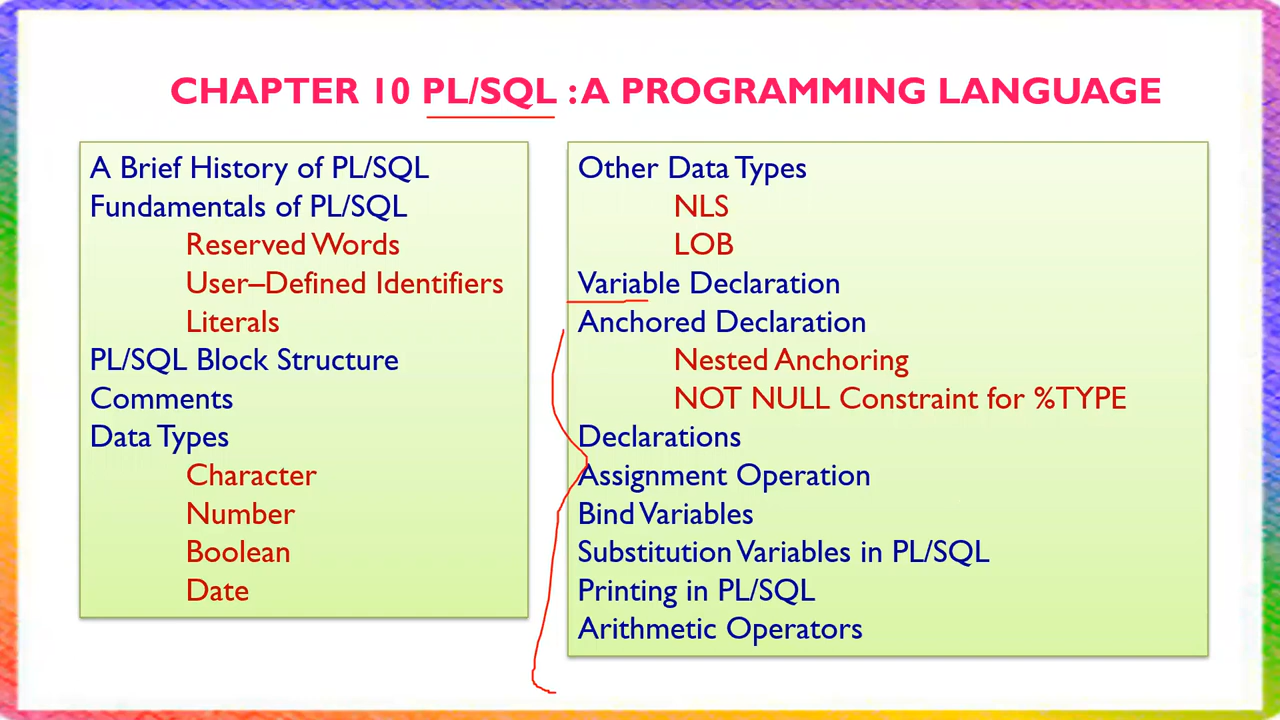 CHAPTER 10 PL/SQL : A PROGRAMMING LANGUAGE
A Brief History of PL/SQL
Fundamentals of PL/SQL
Reserved Words
User–Defined Identifiers
Literals
PL/SQL Block Structure
Comments
Data Types
Character
Number
Boolean
Date
Other Data Types
NLS
LOB
Variable Declaration
Anchored Declaration
Nested Anchoring
NOT NULL Constraint for %TYPE
Declarations
Assignment Operation
Bind Variables
Substitution Variables in PL/SQL
Printing in PL/SQL
Arithmetic Operators